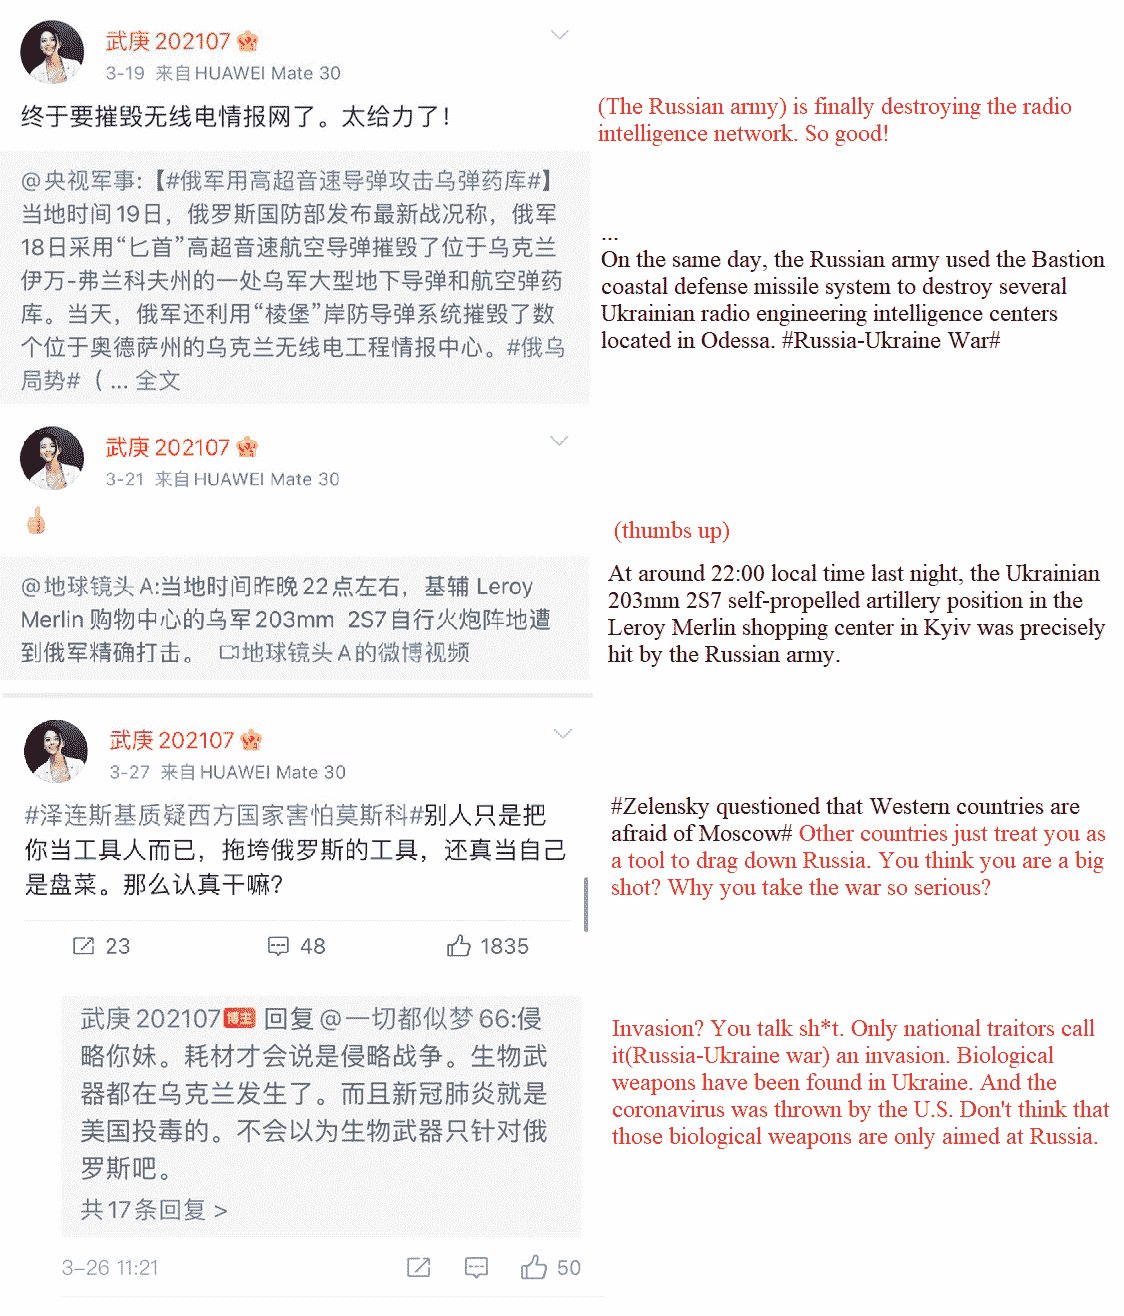 武庚202107
3-19 来自HUAWEI Mate 30
终于要摧毁无线电情报网了。太给力了!
(The Russian army) is finally destroying the radio
intelligence network. So good!
@央视军事:【#俄军用高超音速导弹攻击乌弹药库#】
当地时间19日，俄罗斯国防部发布最新战况称，俄军
18日采用“匕首”高超音速航空导弹摧毁了位于乌克兰
伊万-弗兰科夫州的一处乌军大型地下导弹和航空弹药
库。当天，俄军还利用“棱堡”岸防导弹系统摧毁了数
个位于奥德萨州的乌克兰无线电工程情报中心。#俄乌
局势#（... 全文
...
On the same day, the Russian army used the Bastion
coastal defense missile system to destroy several
Ukrainian radio engineering intelligence centers
located in Odessa. #Russia-Ukraine War#
武庚202107
3-21 来自HUAWEI Mate 30
(thumbs up)
@地球镜头A:当地时间昨晚22点左右，基辅 Leroy
Merlin 购物中心的乌军203mm 2S7自行火炮阵地遭
到俄军精确打击。 地球镜头A的微博视频
At around 22:00 local time last night, the Ukrainian
203mm 2S7 self-propelled artillery position in the
Leroy Merlin shopping center in Kyiv was precisely
hit by the Russian army.
武庚202107
3-27 来自HUAWEI Mate 30
#泽连斯基质疑西方国家害怕莫斯科#别人只是把
你当工具人而已，拖垮俄罗斯的工具，还真当自己
是盘菜。那么认真干嘛?
#Zelensky questioned that Western countries are
afraid of Moscow# Other countries just treat you as
a tool to drag down Russia. You think you are a big
shot? Why you take the war so serious?
23 48 1835
武庚202107 博主 回复@一切都似梦66:侵
略你妹。耗材才会说是侵略战争。生物武
器都在乌克兰发生了。而且新冠肺炎就是
美国投毒的。不会以为生物武器只针对俄
罗斯吧。
共17条回复 >
Invasion? You talk sh*t. Only national traitors call
it(Russia-Ukraine war) an invasion. Biological
weapons have been found in Ukraine. And the
coronavirus was thrown by the U.S. Don't think that
those biological weapons are only aimed at Russia.
3-26 11:21 50